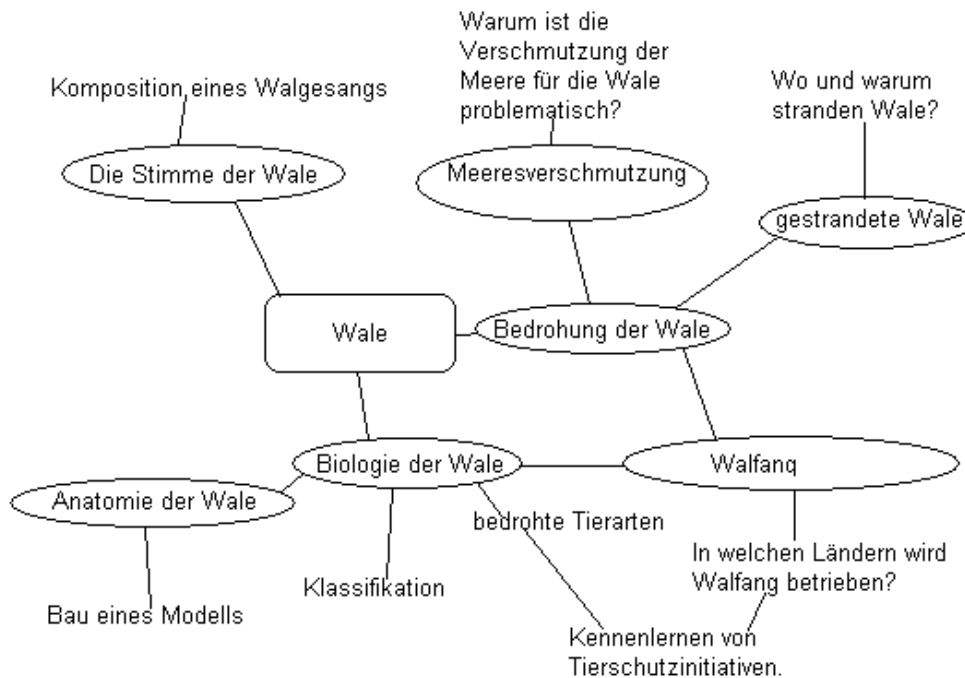 Warum ist die
Verschmutzung der
Meere für die Wale
problematisch?
Komposition eines Walgesangs
Wo und warum
stranden Wale?
Die Stimme der Wale
Meeresverschmutzung
gestrandete Wale
Wale
Bedrohung der Wale
Biologie der Wale
Walfang
Anatomie der Wale
bedrohte Tierarten
In welchen Ländern wird
Walfang betrieben?
Klassifikation
Bau eines Modells
Kennenlernen von
Tierschutzinitiativen.